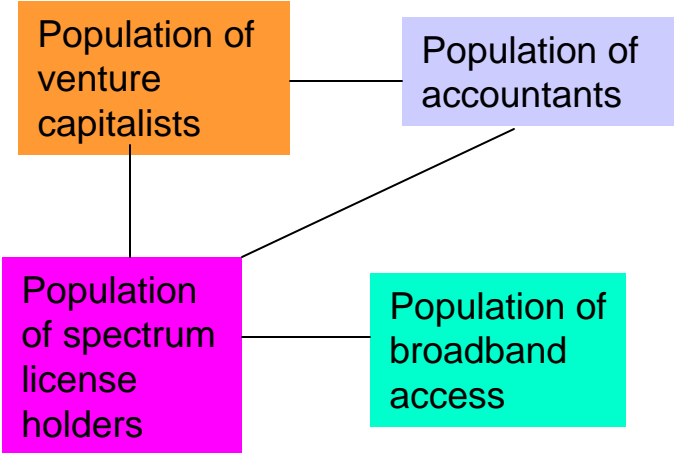 Population of
venture
capitalists
Population of
accountants
Population
of spectrum
license
holders
Population of
broadband
access